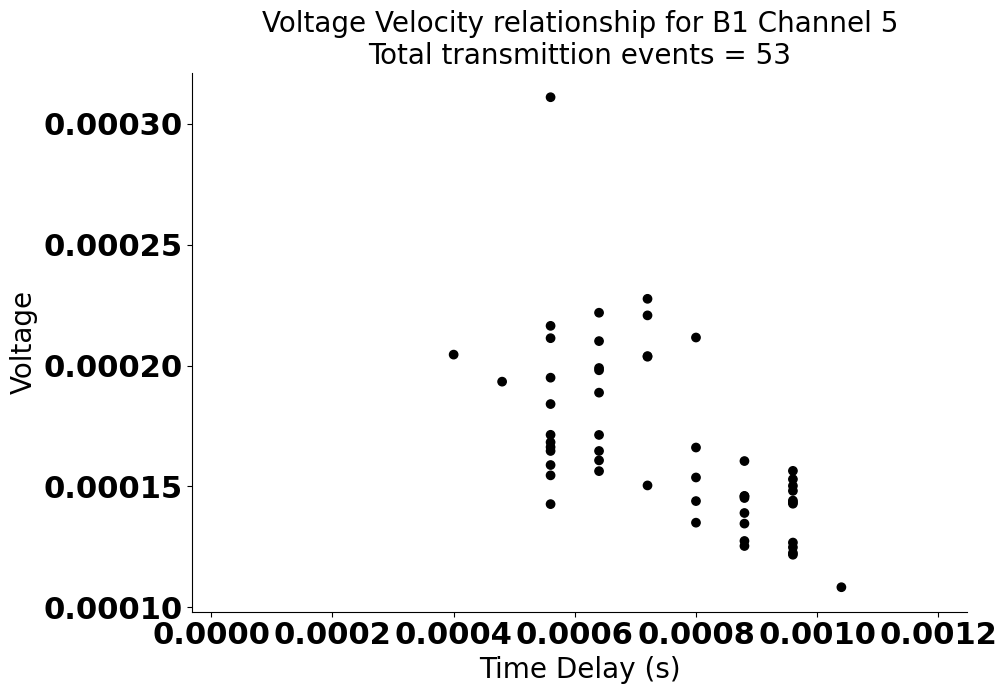 Voltage Velocity relationship for B1 Channel 5
Total transmittion events = 53
0.00030
0.00025
0.00020
0.00015
0.00010
Voltage
0.0000 0.0002 0.0004 0.0006 0.0008 0.0010 0.0012
Time Delay (s)